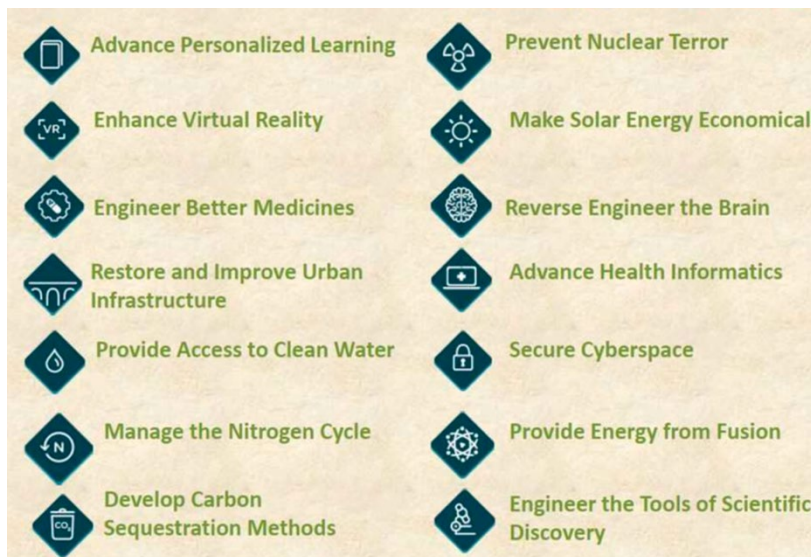 Advance Personalized Learning
Prevent Nuclear Terror
VR
Enhance Virtual Reality
Make Solar Energy Economical
Engineer Better Medicines
Reverse Engineer the Brain
Restore and Improve Urban
Infrastructure
Advance Health Informatics
Provide Access to Clean Water
Secure Cyberspace
N
Manage the Nitrogen Cycle
Provide Energy from Fusion
CO₂
Develop Carbon
Sequestration Methods
Engineer the Tools of Scientific
Discovery